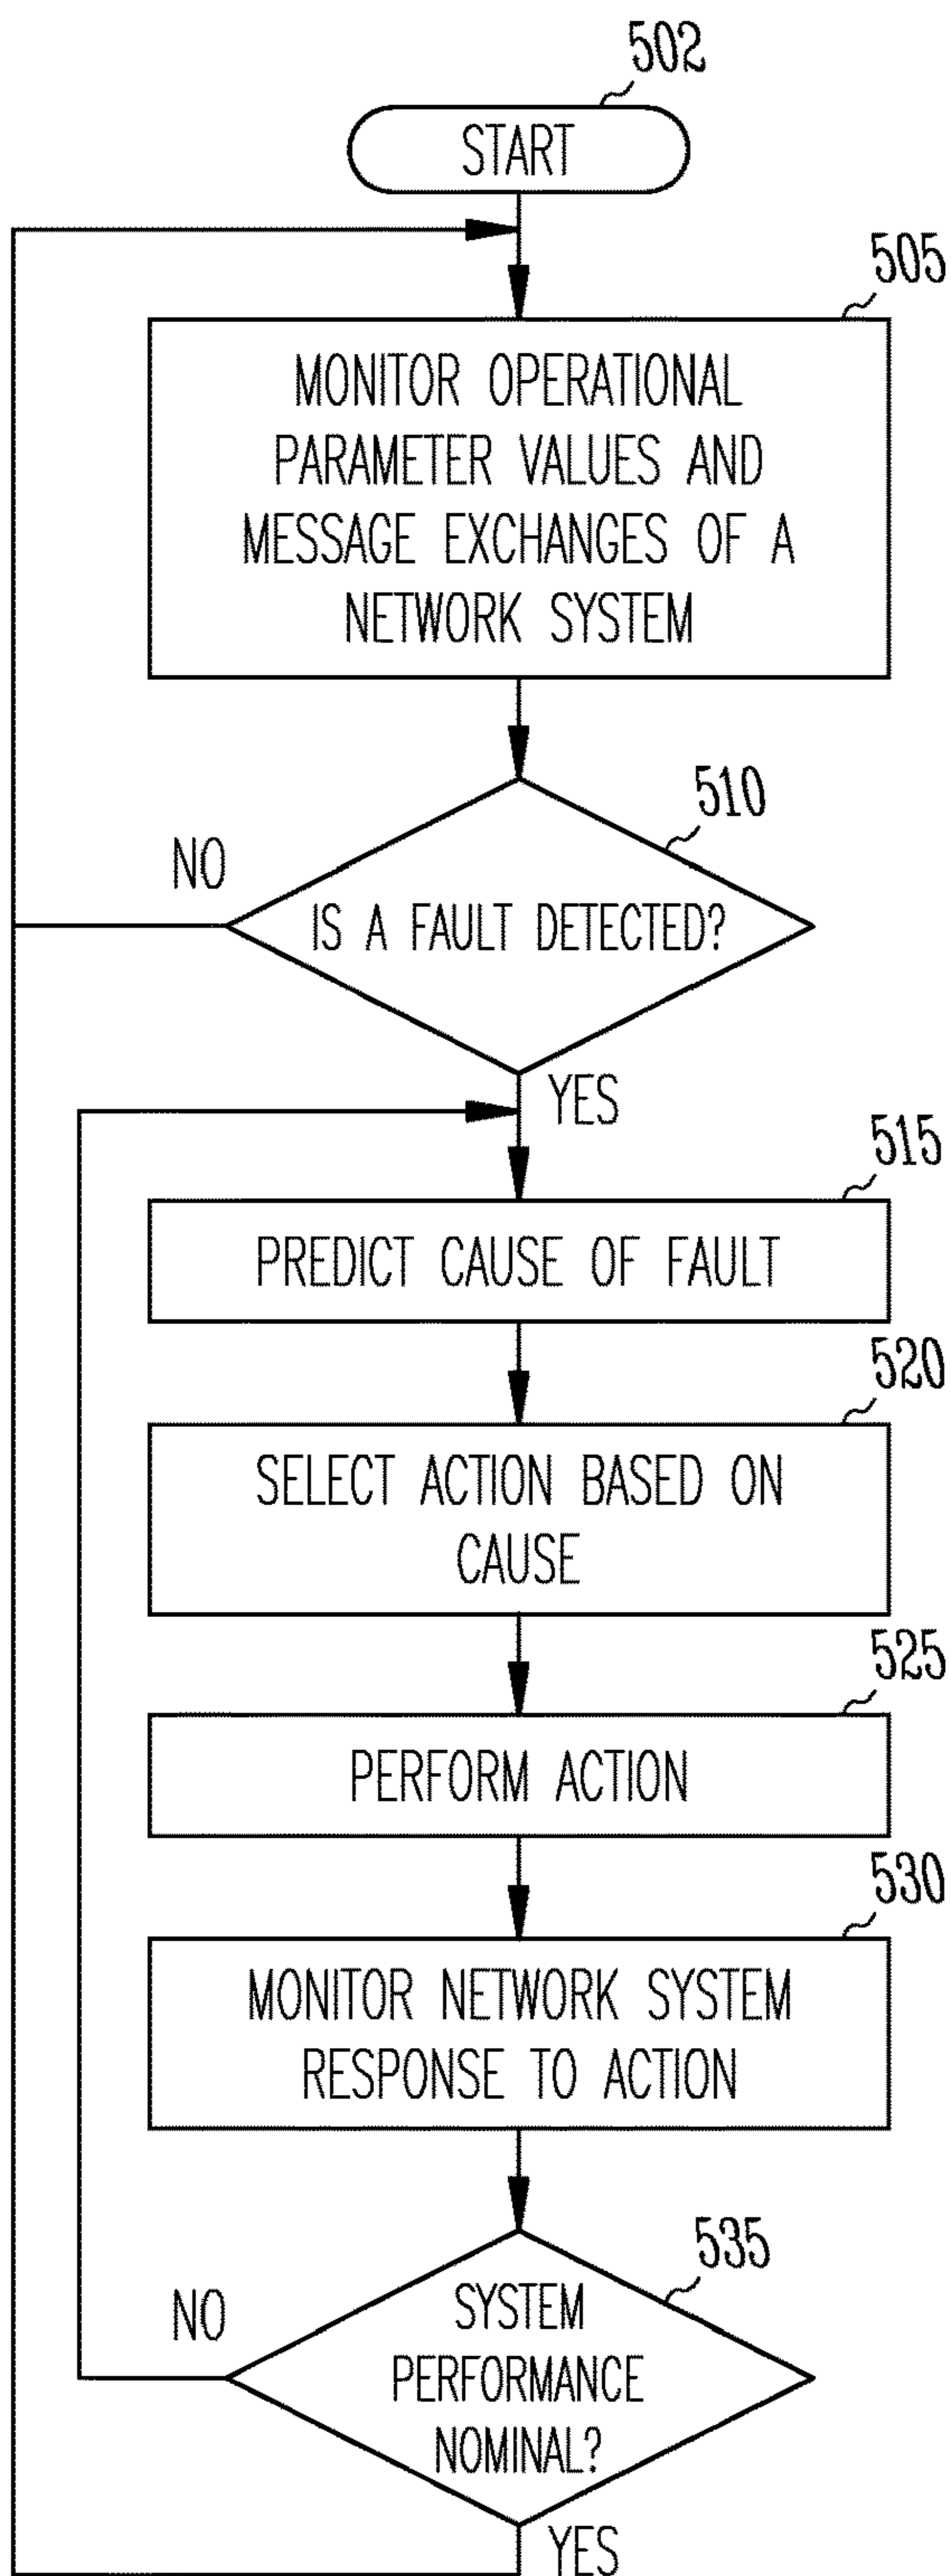 502
START
505
MONITOR OPERATIONAL
PARAMETER VALUES AND
MESSAGE EXCHANGES OF A
NETWORK SYSTEM
510
NO
IS A FAULT DETECTED?
YES
515
PREDICT CAUSE OF FAULT
520
SELECT ACTION BASED ON
CAUSE
525
PERFORM ACTION
530
MONITOR NETWORK SYSTEM
RESPONSE TO ACTION
535
NO
SYSTEM
PERFORMANCE
NOMINAL?
YES